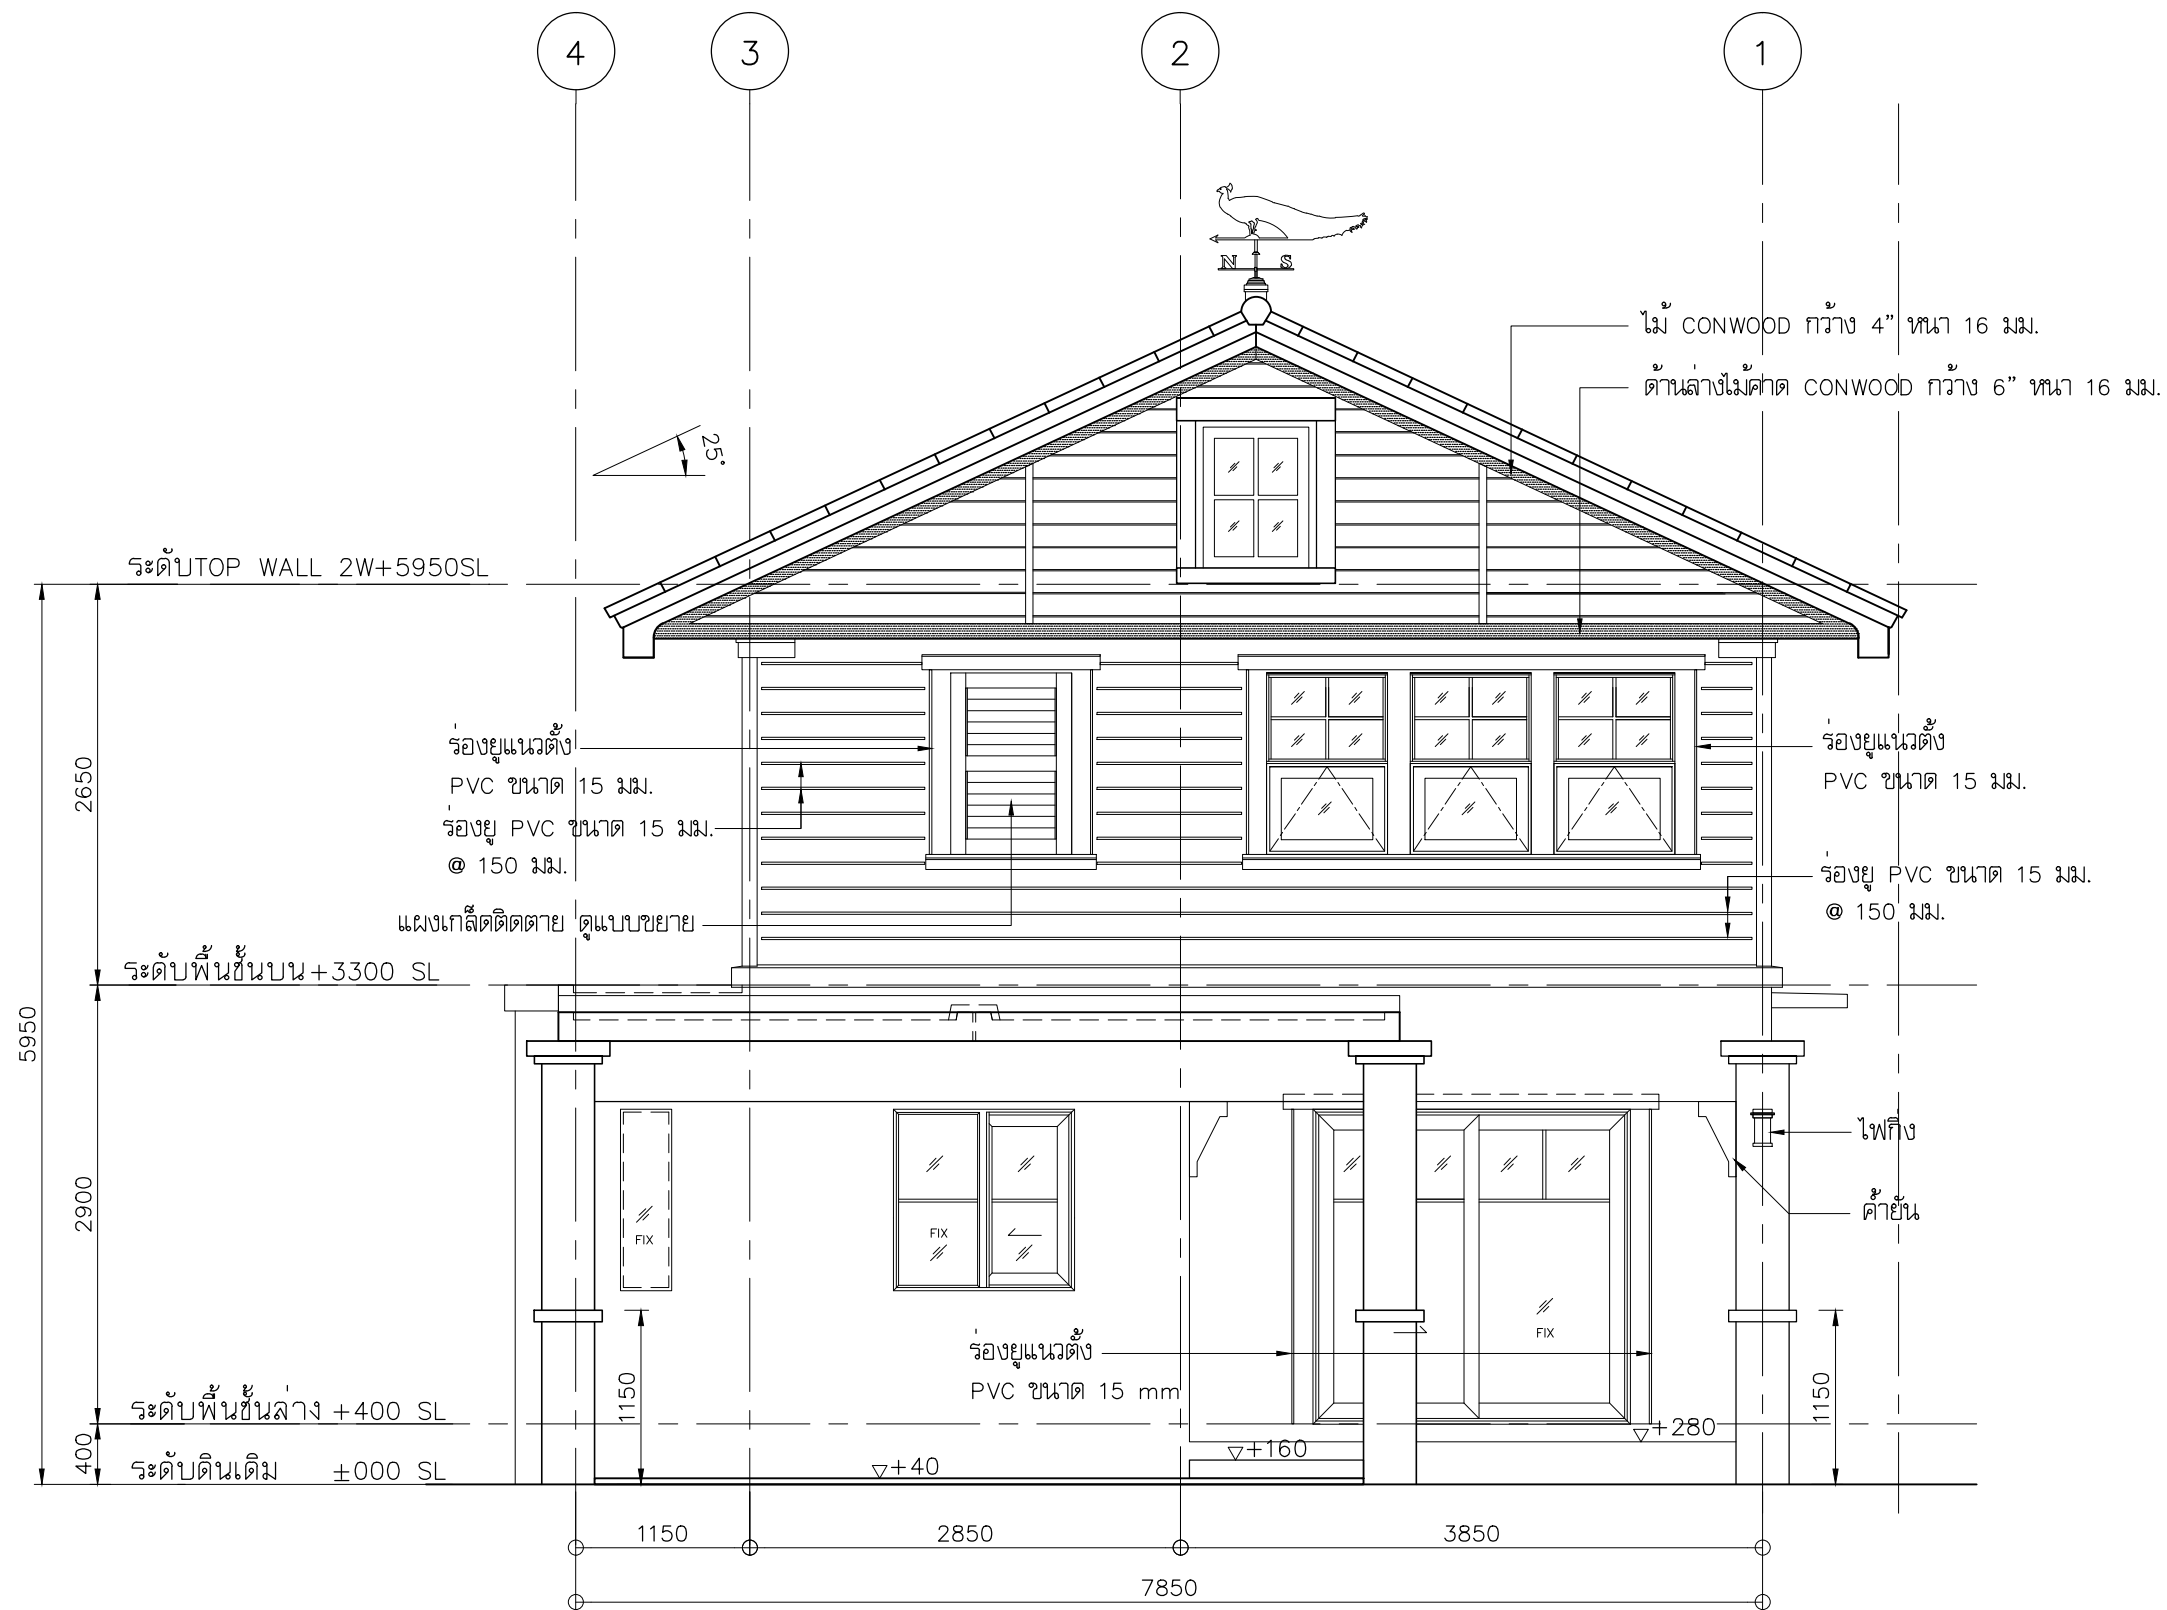 4
3
2
1
N S
ไม้ CONWOOD กว้าง 4” หนา 16 มม.
ด้านล่างไม้คาด CONWOOD กว้าง 6” หนา 16 มม.
25°
ระดับTOP WALL 2W+5950SL
ร่องยูแนวตั้ง
PVC ขนาด 15 มม.
ร่องยู PVC ขนาด 15 มม.
@ 150 มม.
แผงเกล็ดติดตาย ดูแบบขยาย
ร่องยูแนวตั้ง
PVC ขนาด 15 มม.
ร่องยู PVC ขนาด 15 มม.
@ 150 มม.
2650
ระดับพื้นชั้นบน+3300 SL
5950
2900
ไฟกิ่ง
ค้ำยัน
FIX
FIX
FIX
ร่องยูแนวตั้ง
PVC ขนาด 15 mm
1150
1150
ระดับพื้นชั้นล่าง +400 SL
400
ระดับดินเดิม ±000 SL
+40
+160
+280
1150
2850
3850
7850